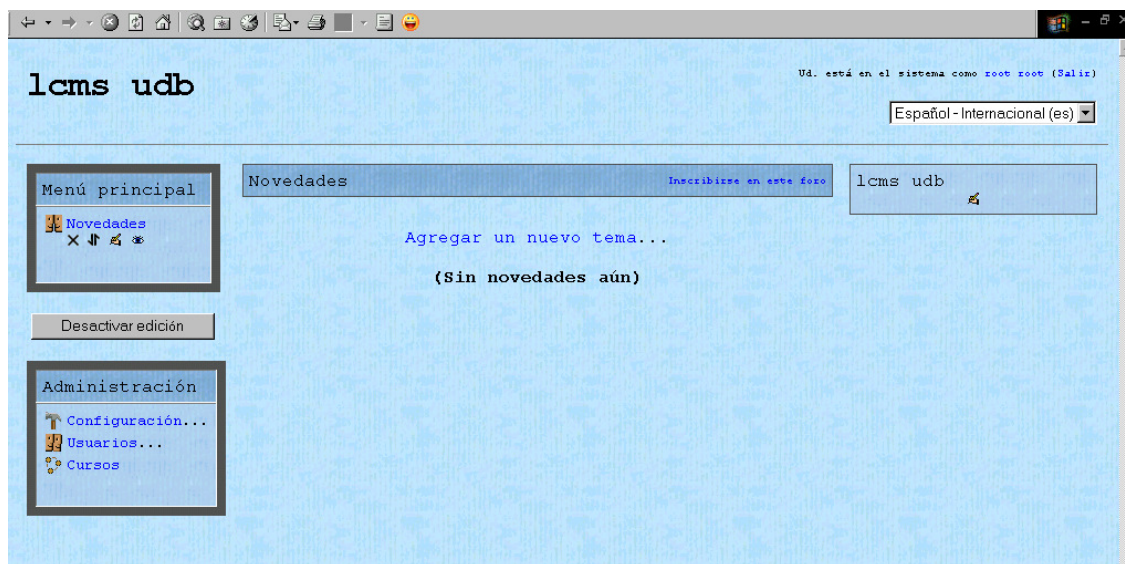 lcms udb
Ud. está en el sistema como root root (Salir)
Español - Internacional (es)
Menú principal
Novedades
Desactivar edición
Administración
Configuración...
Usuarios...
Cursos
Novedades
Inscribirse en este foro
Agregar un nuevo tema...
(Sin novedades aún)
lcms udb